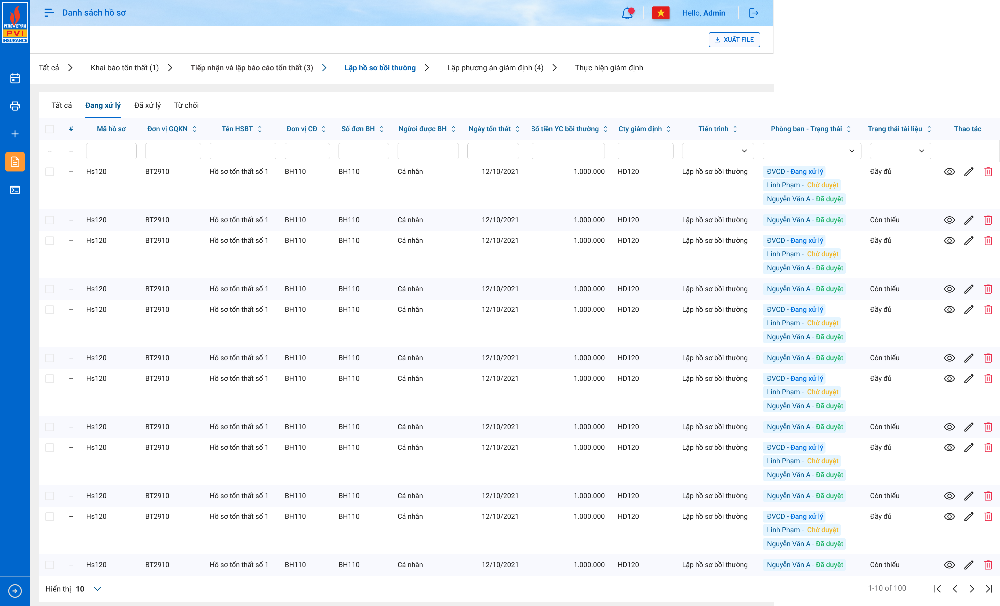 PETROVIETNAM
PVI
INSURANCE
Danh sách hồ sơ
Hello, Admin
XUẤT FILE
Tất cả Khai báo tổn thất (1) Tiếp nhận và lập báo cáo tổn thất (3) Lập hồ sơ bồi thường Lập phương án giám định (4) Thực hiện giám định
Tất cả Đang xử lý Đã xử lý Từ chối
# Mã hồ sơ Đơn vị GQKN Tên HSBT Đơn vị CĐ Số đơn BH Người được BH Ngày tổn thất Số tiền YC bồi thường Cty giám định Tiến trình Phòng ban - Trạng thái Trạng thái tài liệu Thao tác
-- --
-- Hs120 BT2910 Hồ sơ tổn thất số 1 BH110 BH110 Cá nhân 12/10/2021 1.000.000 HD120 Lập hồ sơ bồi thường ĐVCD - Đang xử lý Đầy đủ
Linh Phạm - Chờ duyệt
Nguyễn Văn A - Đã duyệt
-- Hs120 BT2910 Hồ sơ tổn thất số 1 BH110 BH110 Cá nhân 12/10/2021 1.000.000 HD120 Lập hồ sơ bồi thường Nguyễn Văn A - Đã duyệt Còn thiếu
-- Hs120 BT2910 Hồ sơ tổn thất số 1 BH110 BH110 Cá nhân 12/10/2021 1.000.000 HD120 Lập hồ sơ bồi thường ĐVCD - Đang xử lý Đầy đủ
Linh Phạm - Chờ duyệt
Nguyễn Văn A - Đã duyệt
-- Hs120 BT2910 Hồ sơ tổn thất số 1 BH110 BH110 Cá nhân 12/10/2021 1.000.000 HD120 Lập hồ sơ bồi thường Nguyễn Văn A - Đã duyệt Còn thiếu
-- Hs120 BT2910 Hồ sơ tổn thất số 1 BH110 BH110 Cá nhân 12/10/2021 1.000.000 HD120 Lập hồ sơ bồi thường ĐVCD - Đang xử lý Đầy đủ
Linh Phạm - Chờ duyệt
Nguyễn Văn A - Đã duyệt
-- Hs120 BT2910 Hồ sơ tổn thất số 1 BH110 BH110 Cá nhân 12/10/2021 1.000.000 HD120 Lập hồ sơ bồi thường Nguyễn Văn A - Đã duyệt Còn thiếu
-- Hs120 BT2910 Hồ sơ tổn thất số 1 BH110 BH110 Cá nhân 12/10/2021 1.000.000 HD120 Lập hồ sơ bồi thường ĐVCD - Đang xử lý Đầy đủ
Linh Phạm - Chờ duyệt
Nguyễn Văn A - Đã duyệt
-- Hs120 BT2910 Hồ sơ tổn thất số 1 BH110 BH110 Cá nhân 12/10/2021 1.000.000 HD120 Lập hồ sơ bồi thường Nguyễn Văn A - Đã duyệt Còn thiếu
-- Hs120 BT2910 Hồ sơ tổn thất số 1 BH110 BH110 Cá nhân 12/10/2021 1.000.000 HD120 Lập hồ sơ bồi thường ĐVCD - Đang xử lý Đầy đủ
Linh Phạm - Chờ duyệt
Nguyễn Văn A - Đã duyệt
-- Hs120 BT2910 Hồ sơ tổn thất số 1 BH110 BH110 Cá nhân 12/10/2021 1.000.000 HD120 Lập hồ sơ bồi thường Nguyễn Văn A - Đã duyệt Còn thiếu
-- Hs120 BT2910 Hồ sơ tổn thất số 1 BH110 BH110 Cá nhân 12/10/2021 1.000.000 HD120 Lập hồ sơ bồi thường ĐVCD - Đang xử lý Đầy đủ
Linh Phạm - Chờ duyệt
Nguyễn Văn A - Đã duyệt
-- Hs120 BT2910 Hồ sơ tổn thất số 1 BH110 BH110 Cá nhân 12/10/2021 1.000.000 HD120 Lập hồ sơ bồi thường Nguyễn Văn A - Đã duyệt Còn thiếu
Hiển thị 10 1-10 of 100